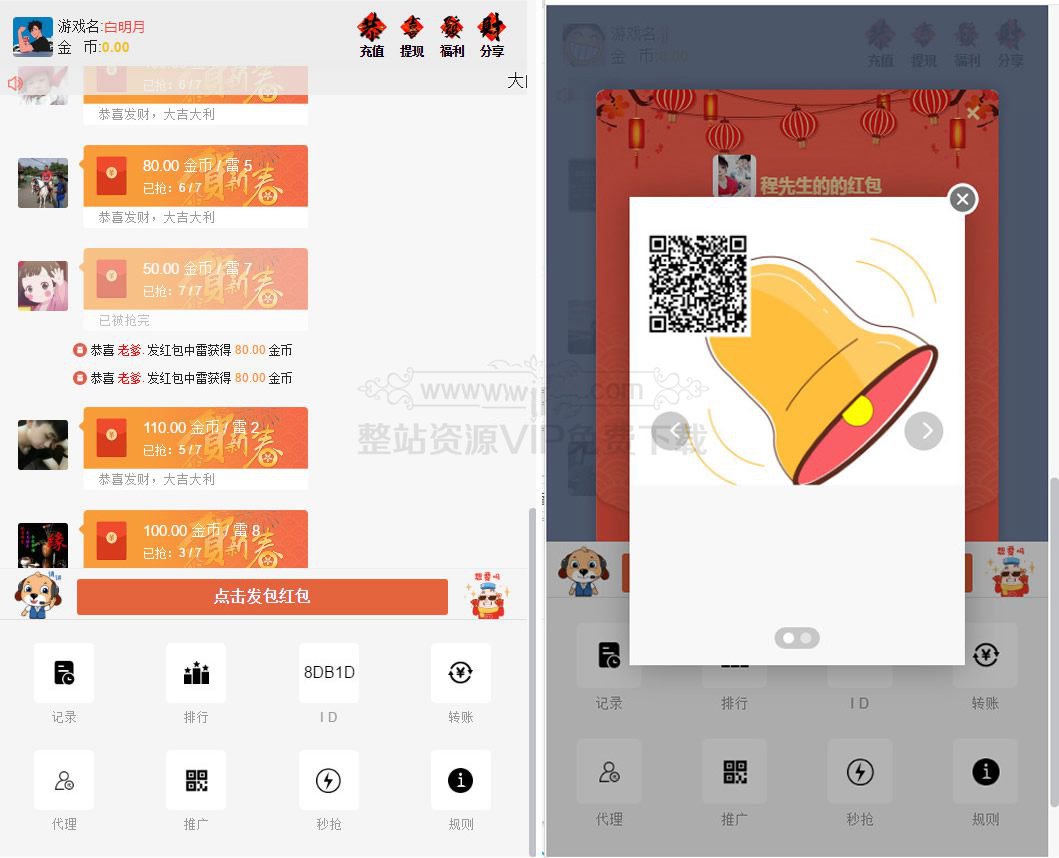 游戏名:白明月
金 币:0.00
充值
提现
福利
分享
大
已抢：6 / 7
恭喜发财，大吉大利
80.00 金币 / 雷 5
已抢：6 / 7
恭喜发财，大吉大利
50.00 金币 / 雷 7
已抢：7 / 7
已被抢完
恭喜 老爹. 发红包中雷获得 80.00 金币
恭喜 老爹. 发红包中雷获得 80.00 金币
110.00 金币 / 雷 2
已抢：5 / 7
恭喜发财，大吉大利
100.00 金币 / 雷 8
已抢：3 / 7
点击发包红包
想爱吗
记录
排行
8DB1D
I D
转账
代理
推广
秒抢
规则
游戏名:jj
金 币:0.00
充值
提现
福利
分享
程先生的的红包
想爱吗
记录
排行
I D
转账
代理
推广
秒抢
规则
整站资源VIP免费下载